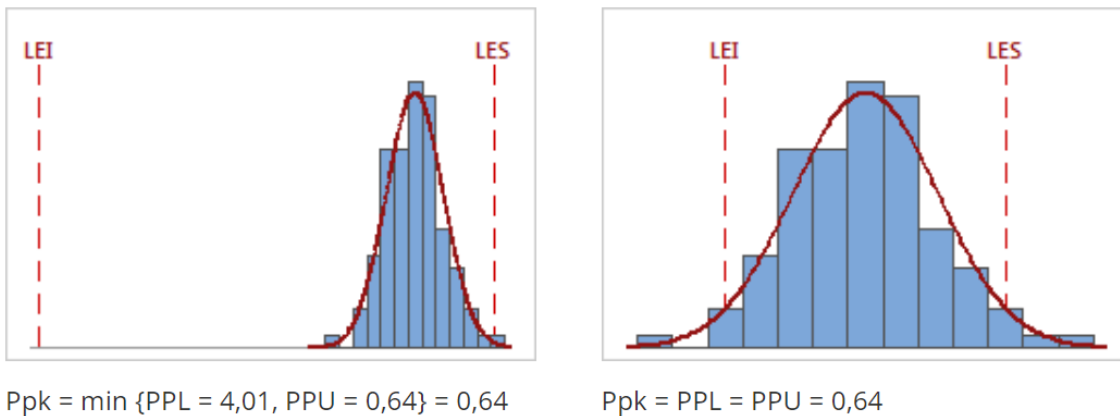 LEI LES
LEI LES
Ppk = min {PPL = 4,01, PPU = 0,64} = 0,64
Ppk = PPL = PPU = 0,64